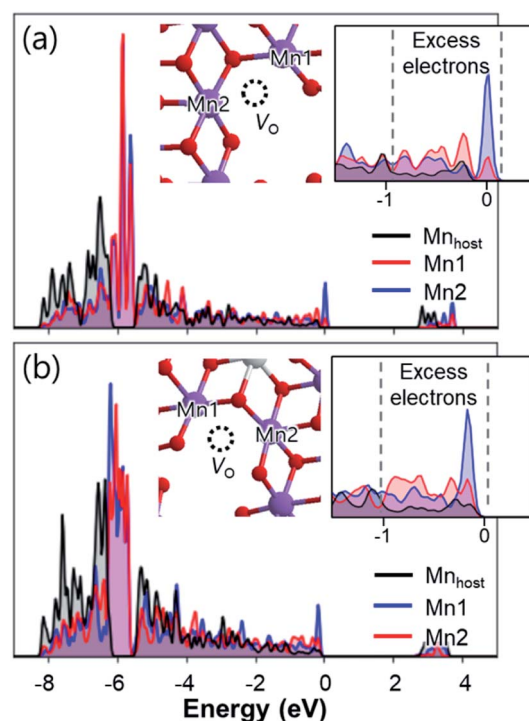 (a)
Mn1
Mn2
VO
Excess
electrons
-1
0
Mnhost
Mn1
Mn2
(b)
Mn1
Mn2
VO
Excess
electrons
-1
0
Mnhost
Mn1
Mn2
-8
-6
-4
-2
0
2
4
Energy (eV)